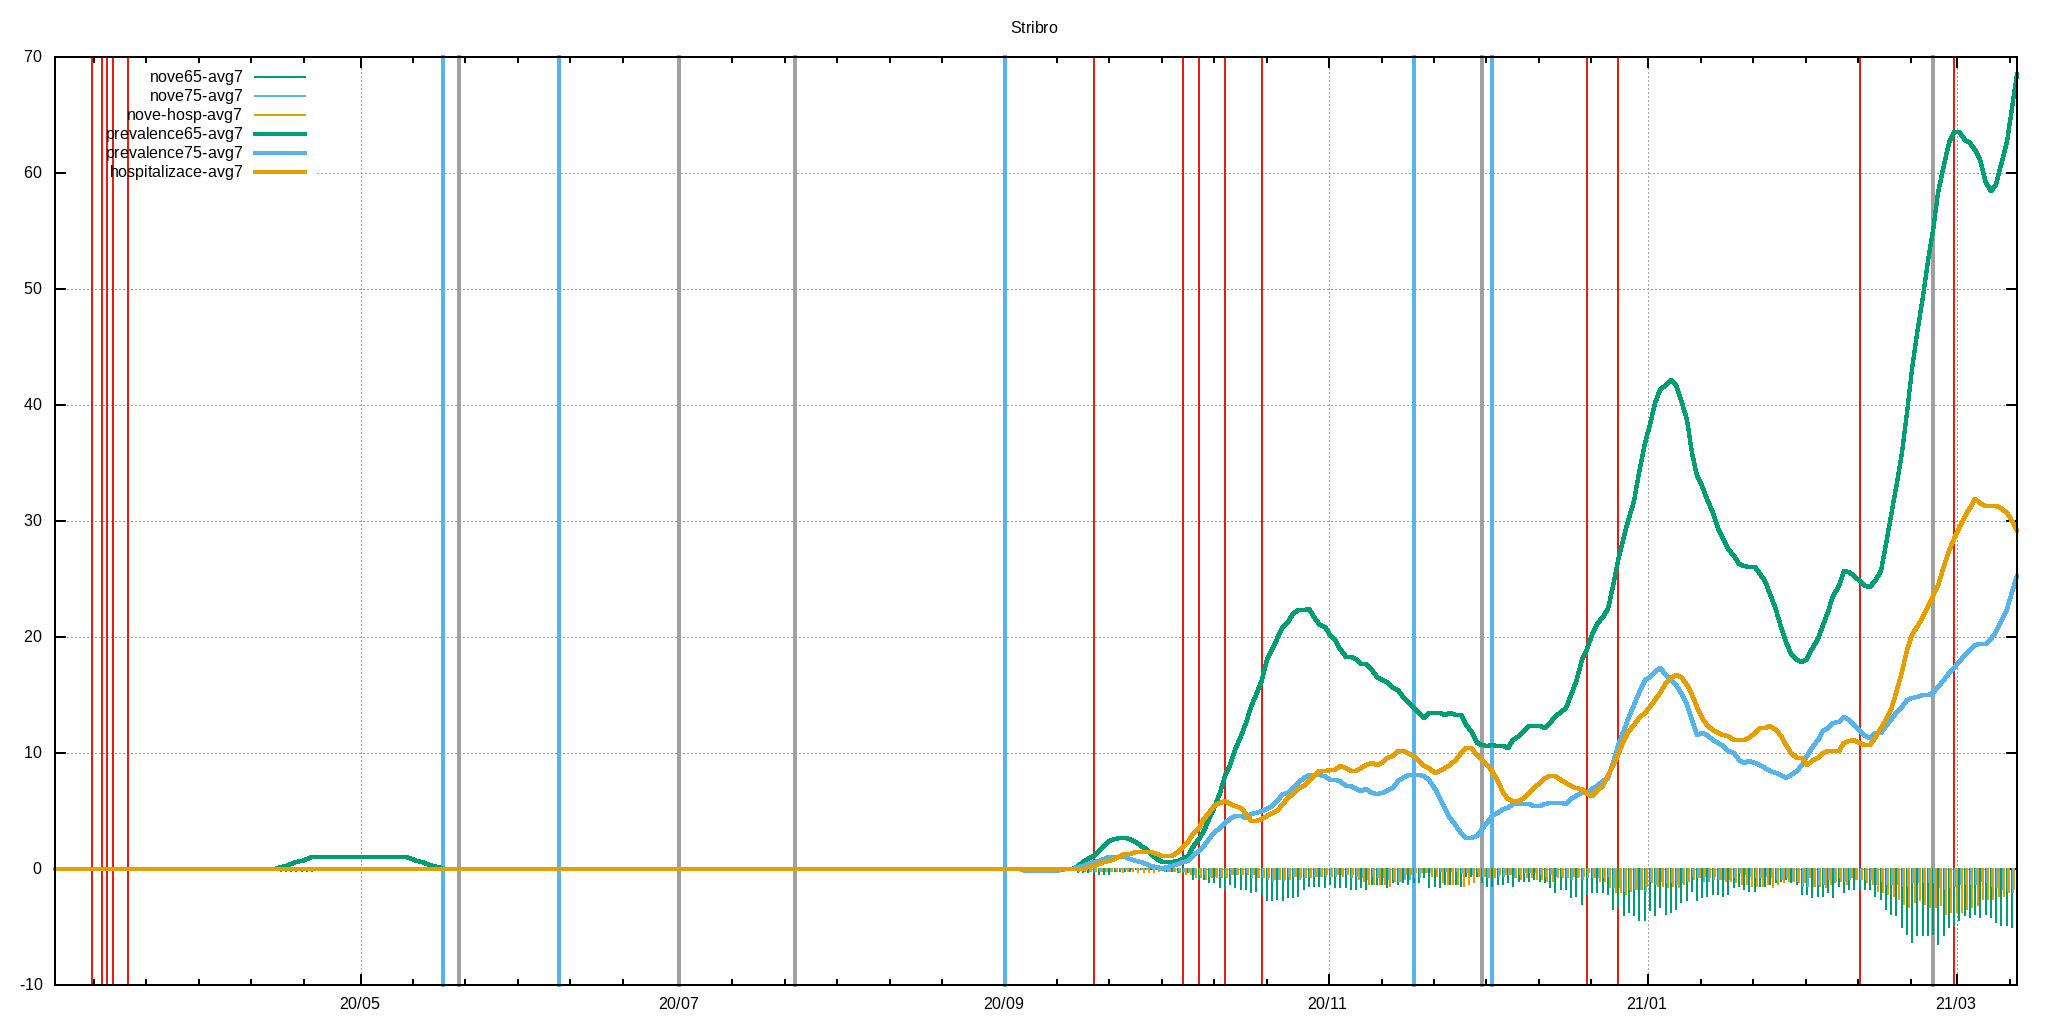 Stribro
70
60
50
40
30
20
10
0
-10
nove65-avg7
nove75-avg7
nove-hosp-avg7
prevalence65-avg7
prevalence75-avg7
hospitalizace-avg7
20/05
20/07
20/09
20/11
21/01
21/03